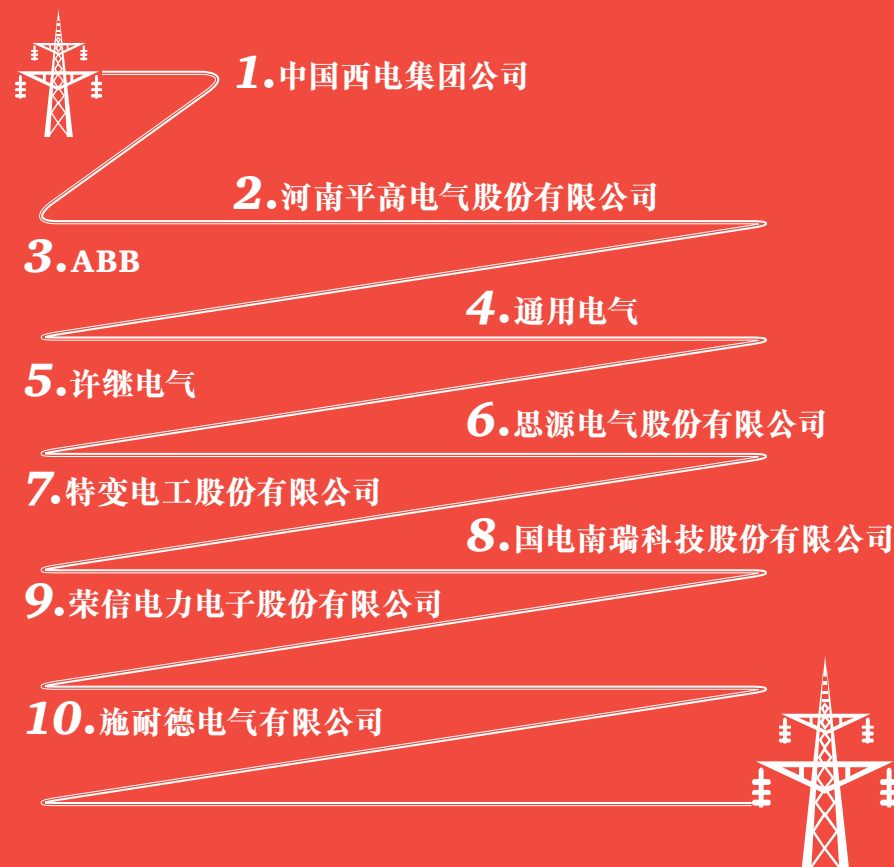 1.中国西电集团公司
2.河南平高电气股份有限公司
3.ABB
4.通用电气
5.许继电气
6.思源电气股份有限公司
7.特变电工股份有限公司
8.国电南瑞科技股份有限公司
9.荣信电力电子股份有限公司
10.施耐德电气有限公司